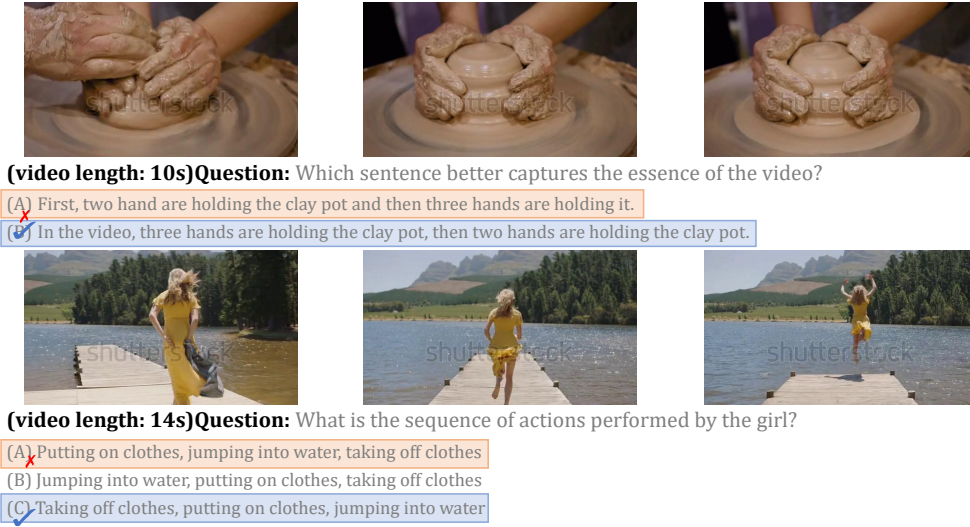 shutterstock shutterstock shutterstock
(video length: 10s)Question: Which sentence better captures the essence of the video?
(A) First, two hand are holding the clay pot and then three hands are holding it.
(B) In the video, three hands are holding the clay pot, then two hands are holding the clay pot.
shutterstock shutterstock shutterstock
(video length: 14s)Question: What is the sequence of actions performed by the girl?
(A) Putting on clothes, jumping into water, taking off clothes
(B) Jumping into water, putting on clothes, taking off clothes
(C) Taking off clothes, putting on clothes, jumping into water